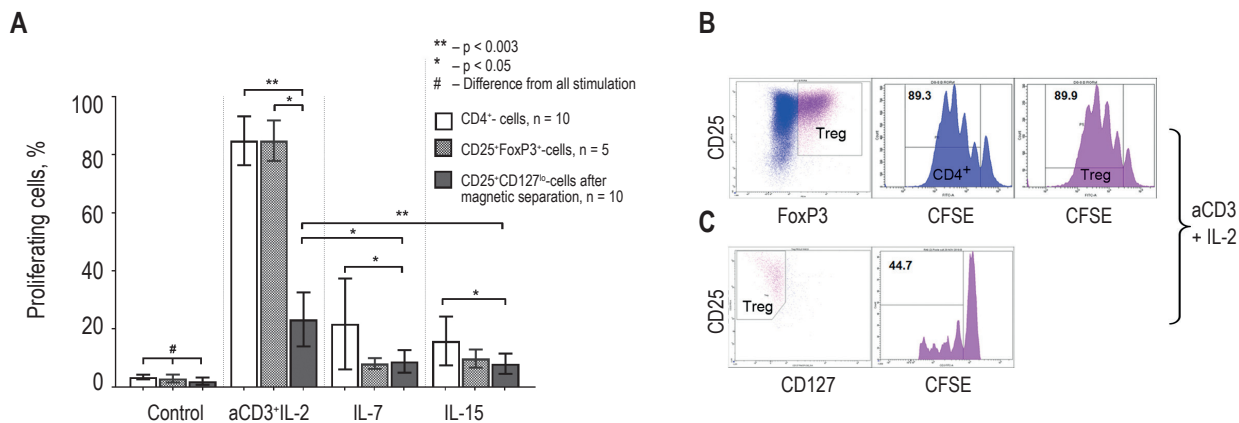 A
** – p < 0.003
* – p < 0.05
# – Difference from all stimulation
CD4⁺- cells, n = 10
CD25⁺FoxP3⁺-cells, n = 5
CD25⁺CD127ˡᵒ-cells after
magnetic separation, n = 10
Proliferating cells, %
100
80
60
40
20
0
#
**
*
*
*
**
*
Control
aCD3⁺IL-2
IL-7
IL-15
B
CD25
Treg
FoxP3
89.3
CD4⁺
CFSE
89.9
Treg
CFSE
C
CD25
Treg
CD127
44.7
CFSE
aCD3
+ IL-2